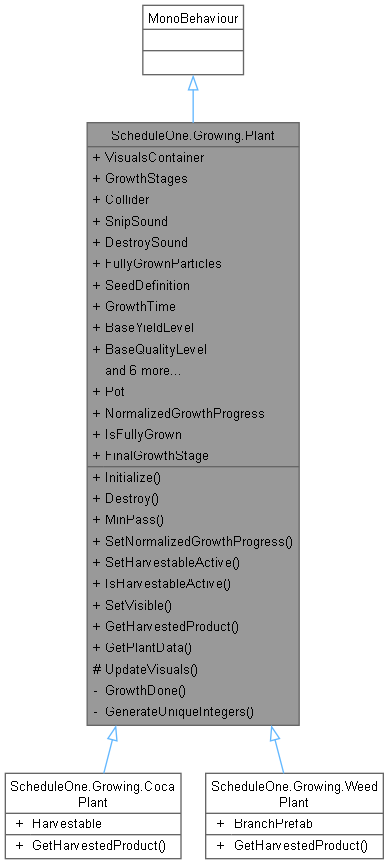 MonoBehaviour
ScheduleOne.Growing.Plant
+ VisualsContainer
+ GrowthStages
+ Collider
+ SnipSound
+ DestroySound
+ FullyGrownParticles
+ SeedDefinition
+ GrowthTime
+ BaseYieldLevel
+ BaseQualityLevel
and 6 more...
+ Pot
+ NormalizedGrowthProgress
+ IsFullyGrown
+ FinalGrowthStage
+ Initialize()
+ Destroy()
+ MinPass()
+ SetNormalizedGrowthProgress()
+ SetHarvestableActive()
+ IsHarvestableActive()
+ SetVisible()
+ GetHarvestedProduct()
+ GetPlantData()
# UpdateVisuals()
- GrowthDone()
- GenerateUniqueIntegers()
ScheduleOne.Growing.Coca
Plant
+ Harvestable
+ GetHarvestedProduct()
ScheduleOne.Growing.Weed
Plant
+ BranchPrefab
+ GetHarvestedProduct()